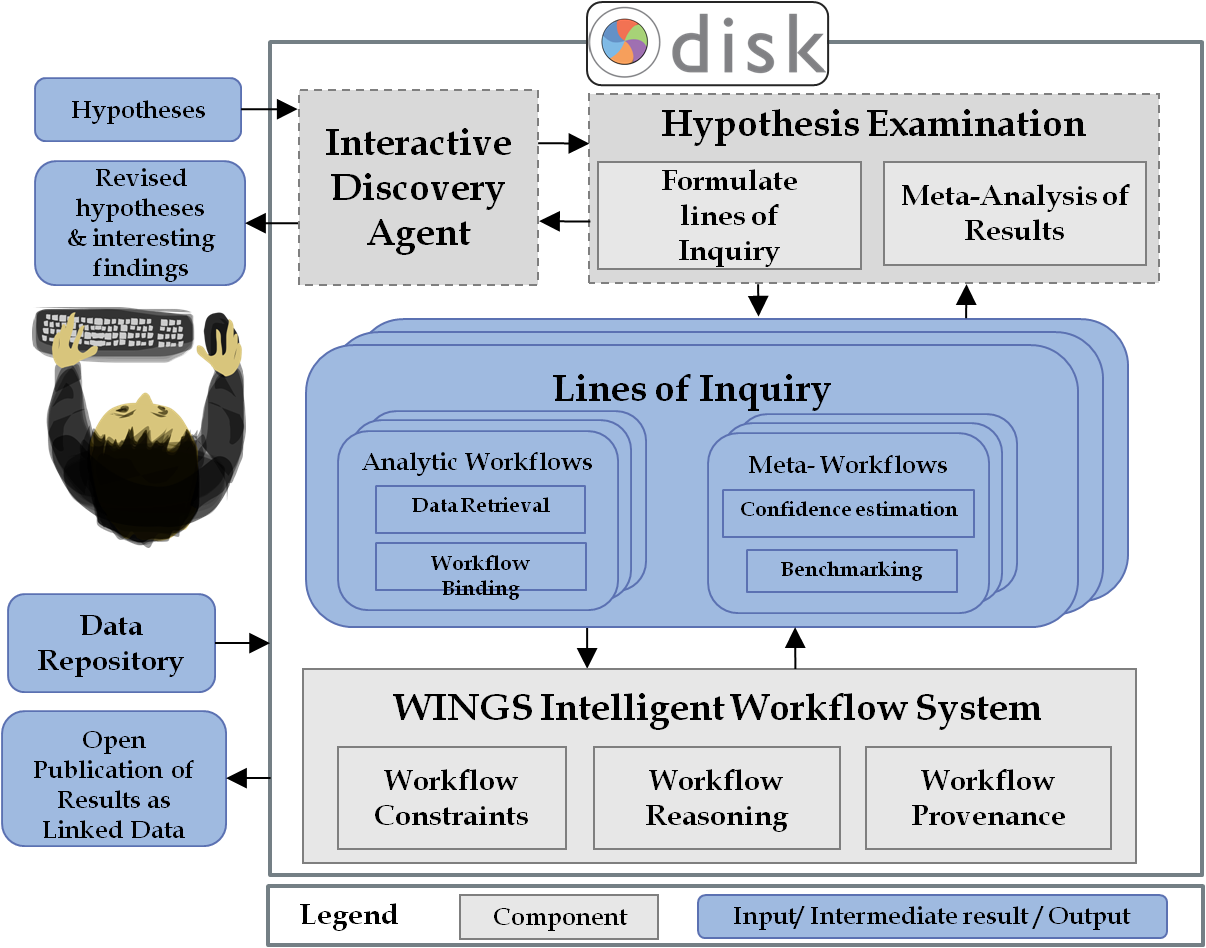 disk
Hypotheses
Revised
hypotheses
& interesting
findings
Interactive
Discovery
Agent
Hypothesis Examination
Formulate
lines of
Inquiry
Meta-Analysis of
Results
Lines of Inquiry
Analytic Workflows
Data Retrieval
Workflow
Binding
Meta- Workflows
Confidence estimation
Benchmarking
Data
Repository
Open
Publication of
Results as
Linked Data
WINGS Intelligent Workflow System
Workflow
Constraints
Workflow
Reasoning
Workflow
Provenance
Legend
Component
Input/ Intermediate result / Output